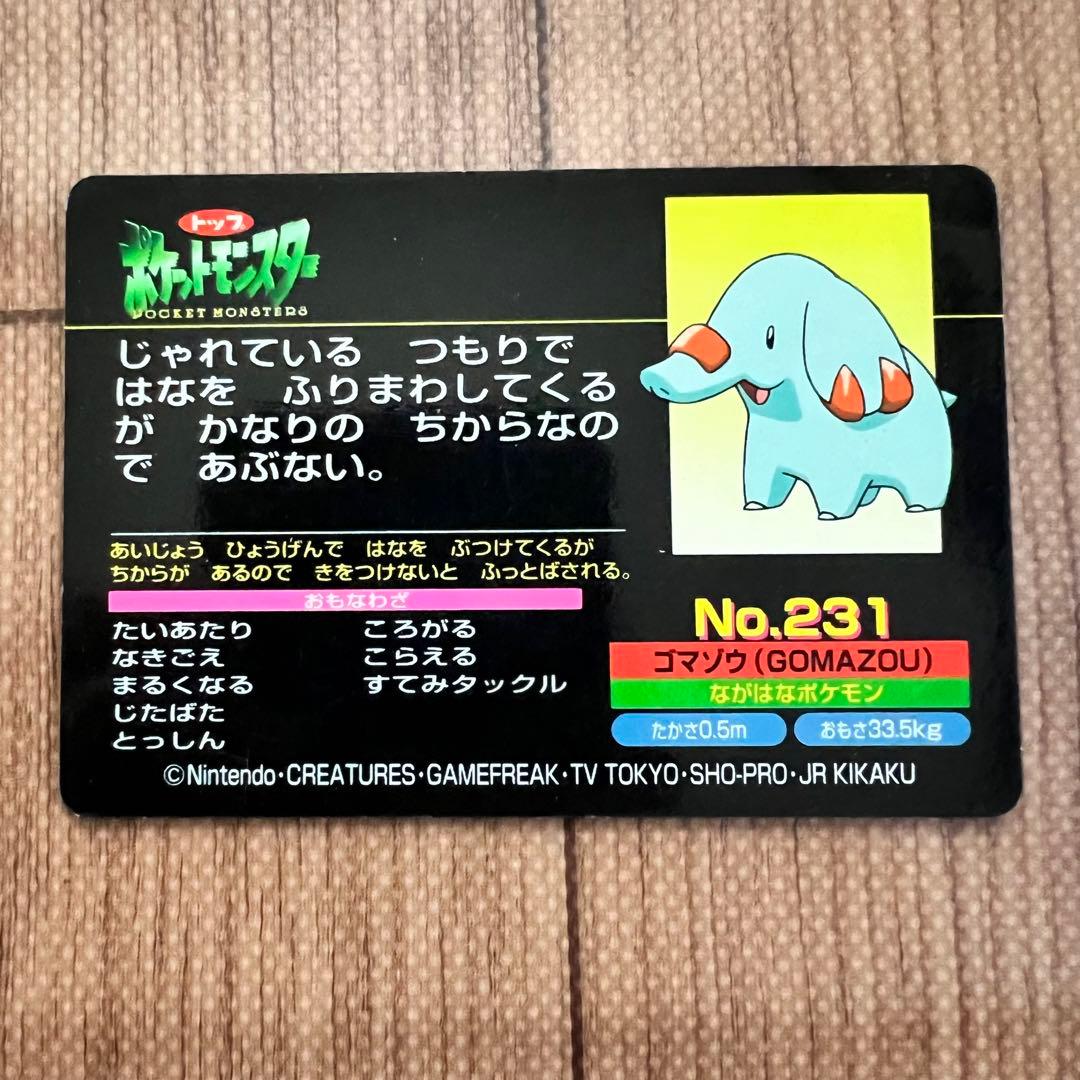 トップ
ポケットモンスター
POCKET MONSTERS
じゃれている　つもりで
はなを　ふりまわしてくる
が　かなりの　ちからなの
で　あぶない。
あいじょう　ひょうげんで　はなを　ぶつけてくるが
ちからが　あるので　きをつけないと　ふっとばされる。
おもなわざ
たいあたり　ころがる
なきごえ　こらえる
まるくなる　すてみタックル
じたばた
とっしん
No.231
ゴマゾウ(GOMAZOU)
ながはなポケモン
たかさ0.5m　おもさ33.5kg
©Nintendo・CREATURES・GAMEFREAK・TV TOKYO・SHO-PRO・JR KIKAKU